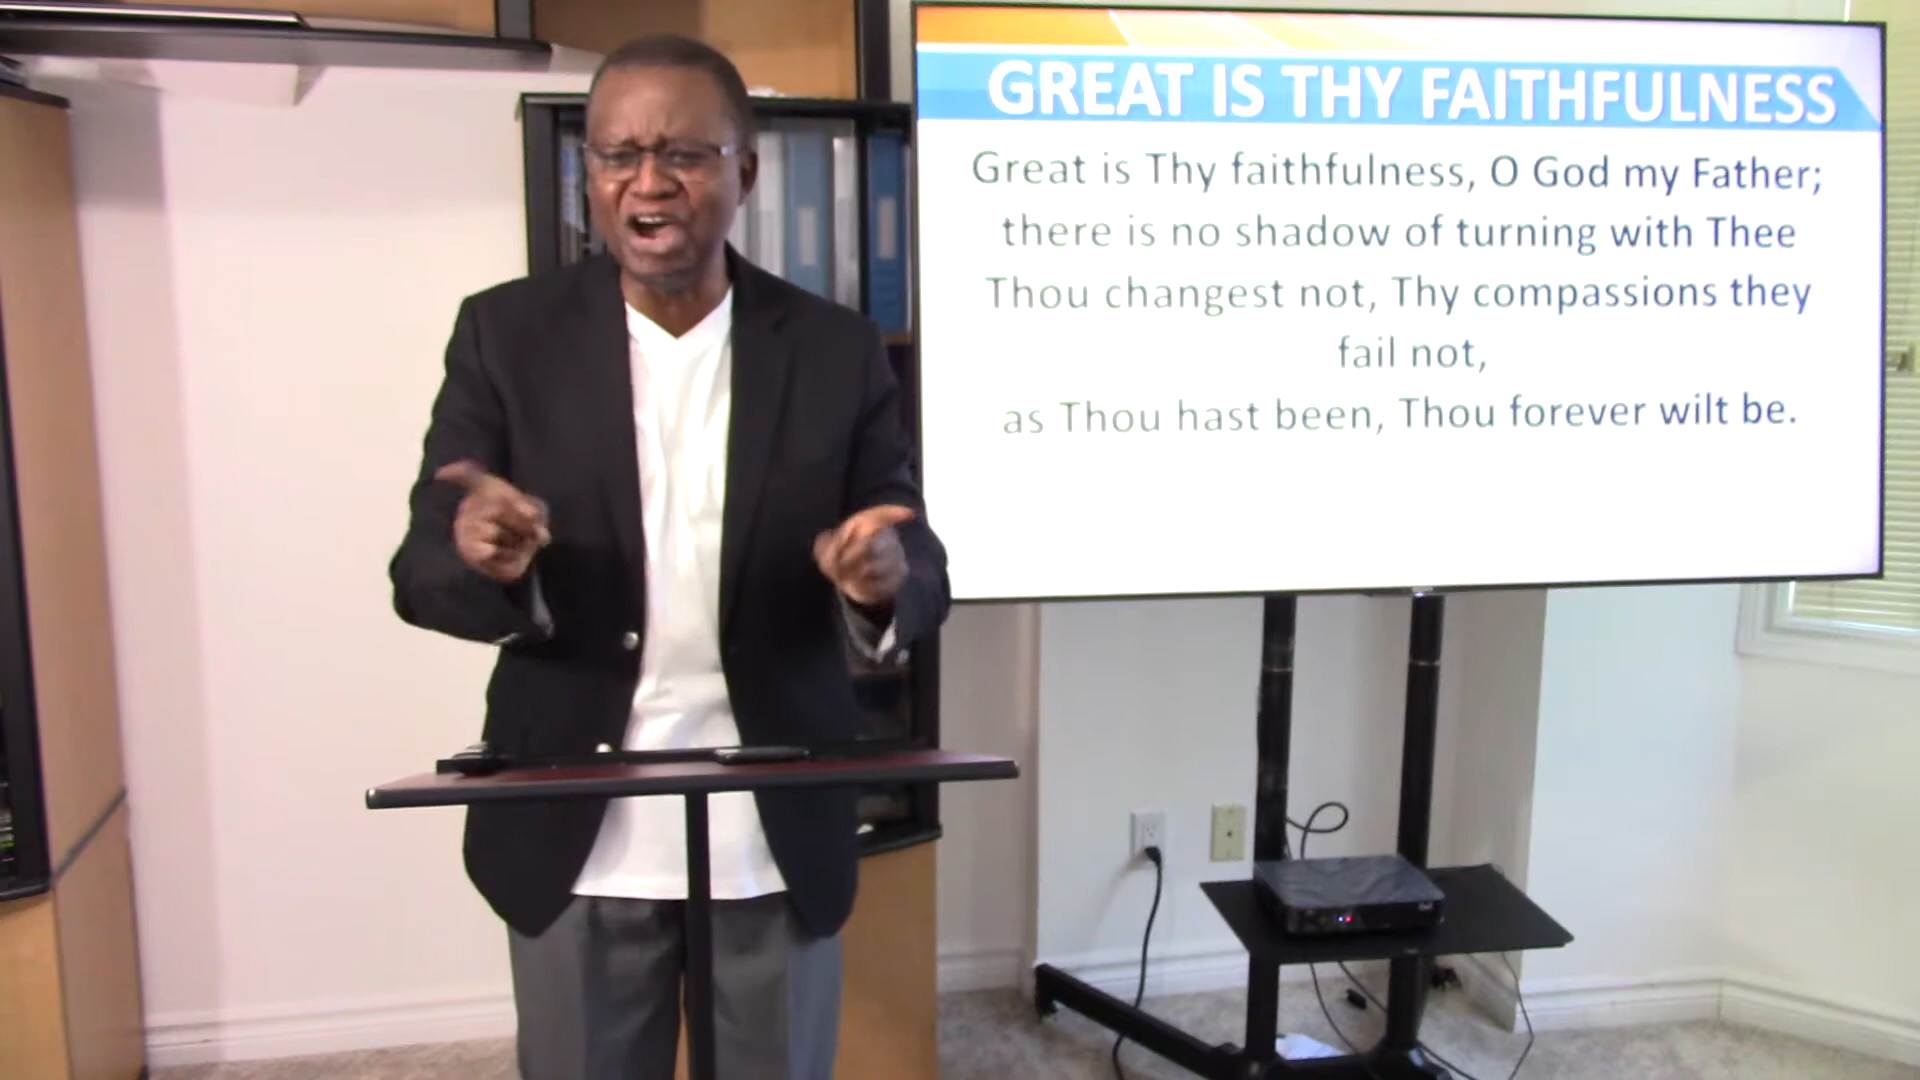 GREAT IS THY FAITHFULNESS
Great is Thy faithfulness, O God my Father;
there is no shadow of turning with Thee
Thou changest not, Thy compassions they
fail not,
as Thou hast been, Thou forever wilt be.